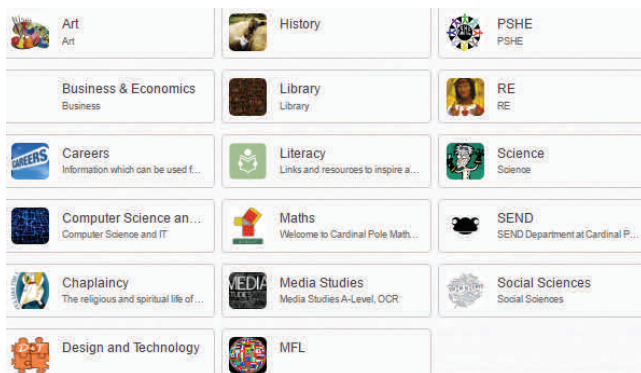 Art
Art
History
PSHE
PSHE
Business & Economics
Business
Library
Library
RE
RE
CAREERS
Careers
Information which can be used f...
Literacy
Links and resources to inspire a...
Science
Science
Computer Science an...
Computer Science and IT
Maths
Welcome to Cardinal Pole Math...
SEND
SEND Department at Cardinal P...
Chaplaincy
The religious and spiritual life of ...
MEDIA
STUDIES
Media Studies
Media Studies A-Level, OCR
Social Sciences
Social Sciences
Design and Technology
MFL